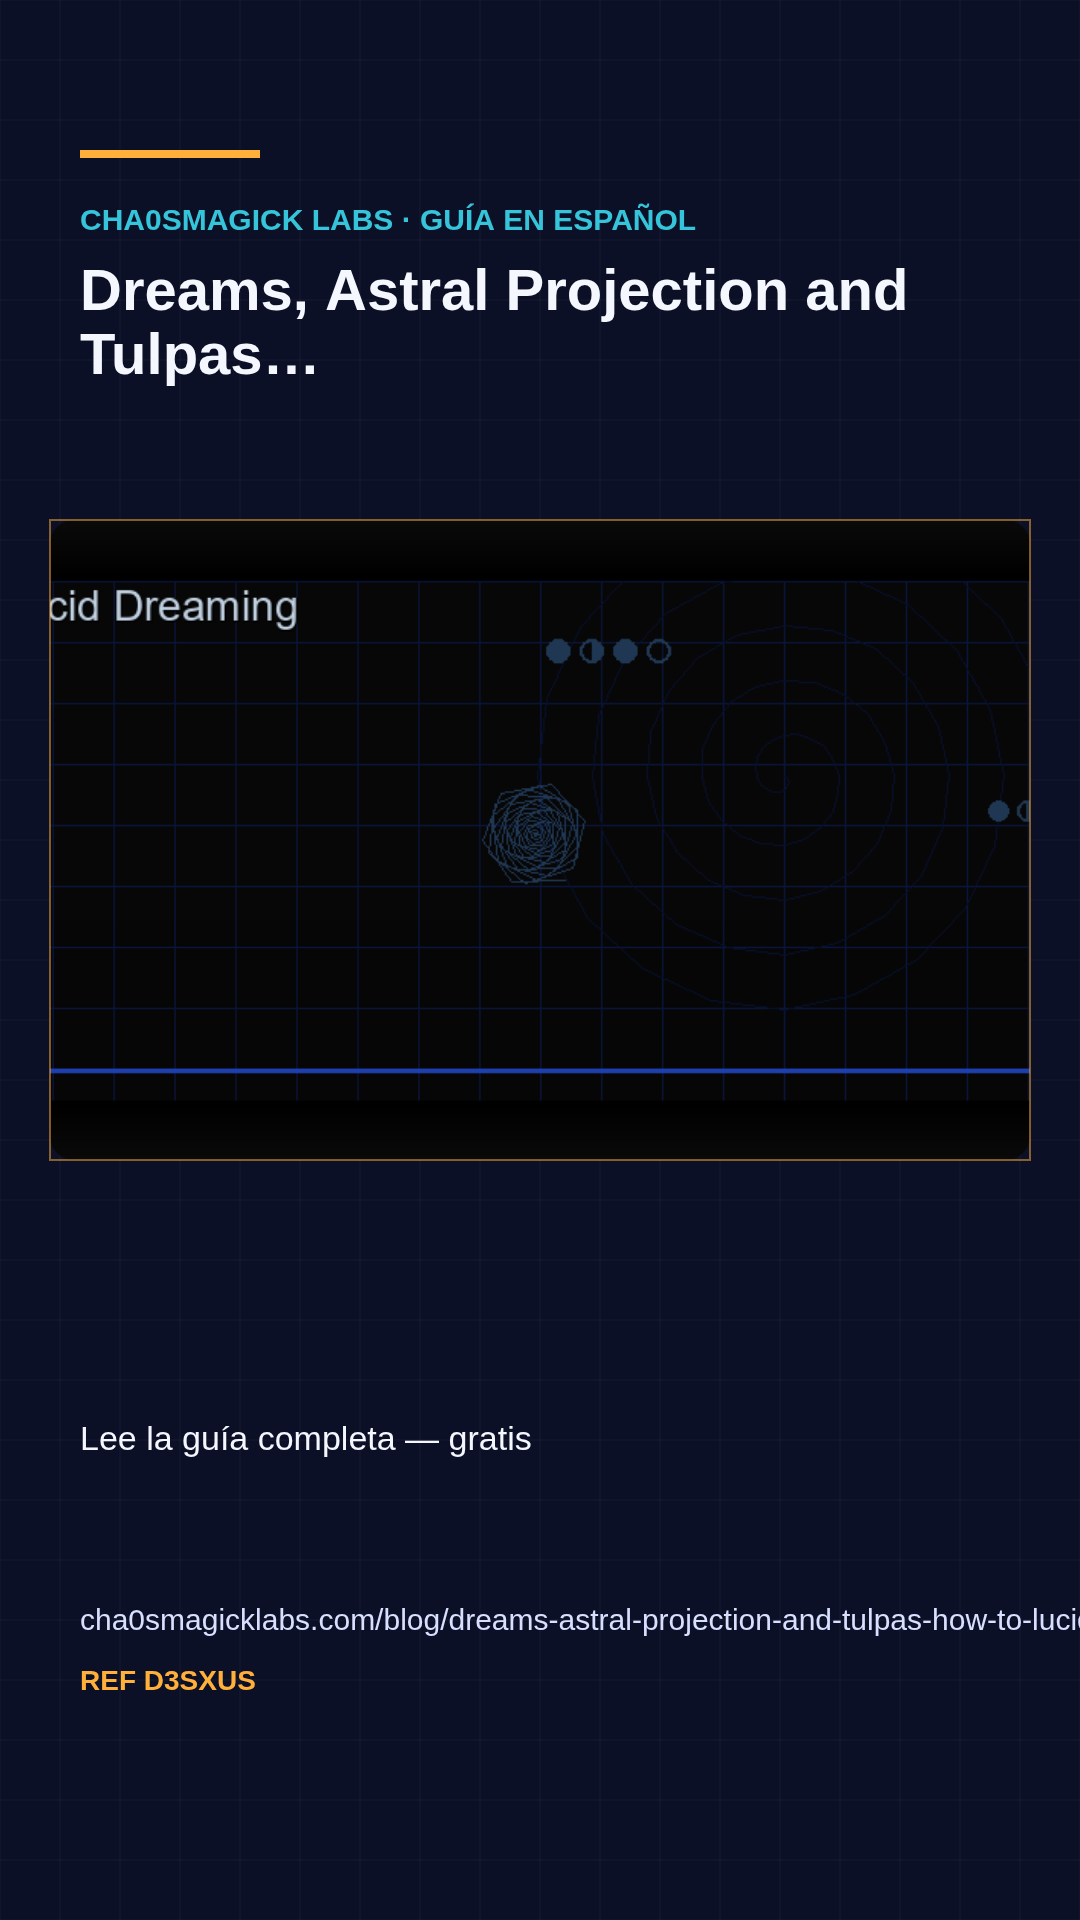 CHA0SMAGICK LABS · GUÍA EN ESPAÑOL
Dreams, Astral Projection and
Tulpas…
cid Dreaming
Lee la guía completa — gratis
cha0smagicklabs.com/blog/dreams-astral-projection-and-tulpas-how-to-luci
REF D3SXUS